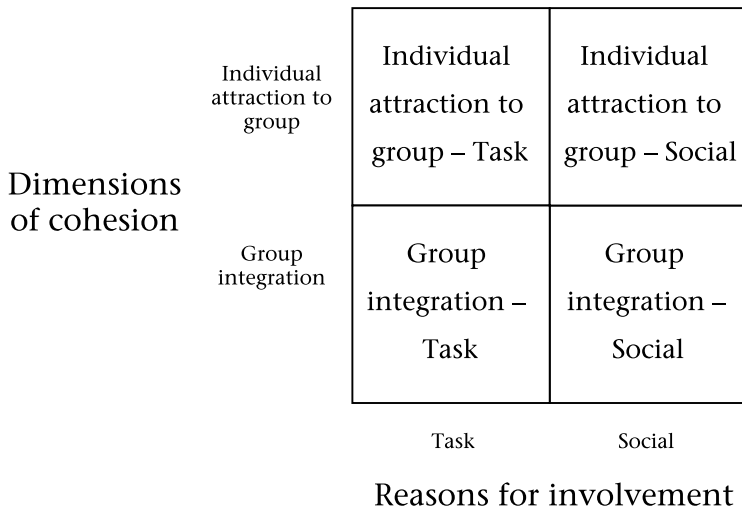 Individual
attraction to
group
Individual
attraction to
group – Task
Individual
attraction to
group – Social
Dimensions
of cohesion
Group
integration
Group
integration –
Task
Group
integration –
Social
Task
Social
Reasons for involvement